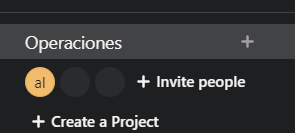 Operaciones +
al + Invite people
+ Create a Project